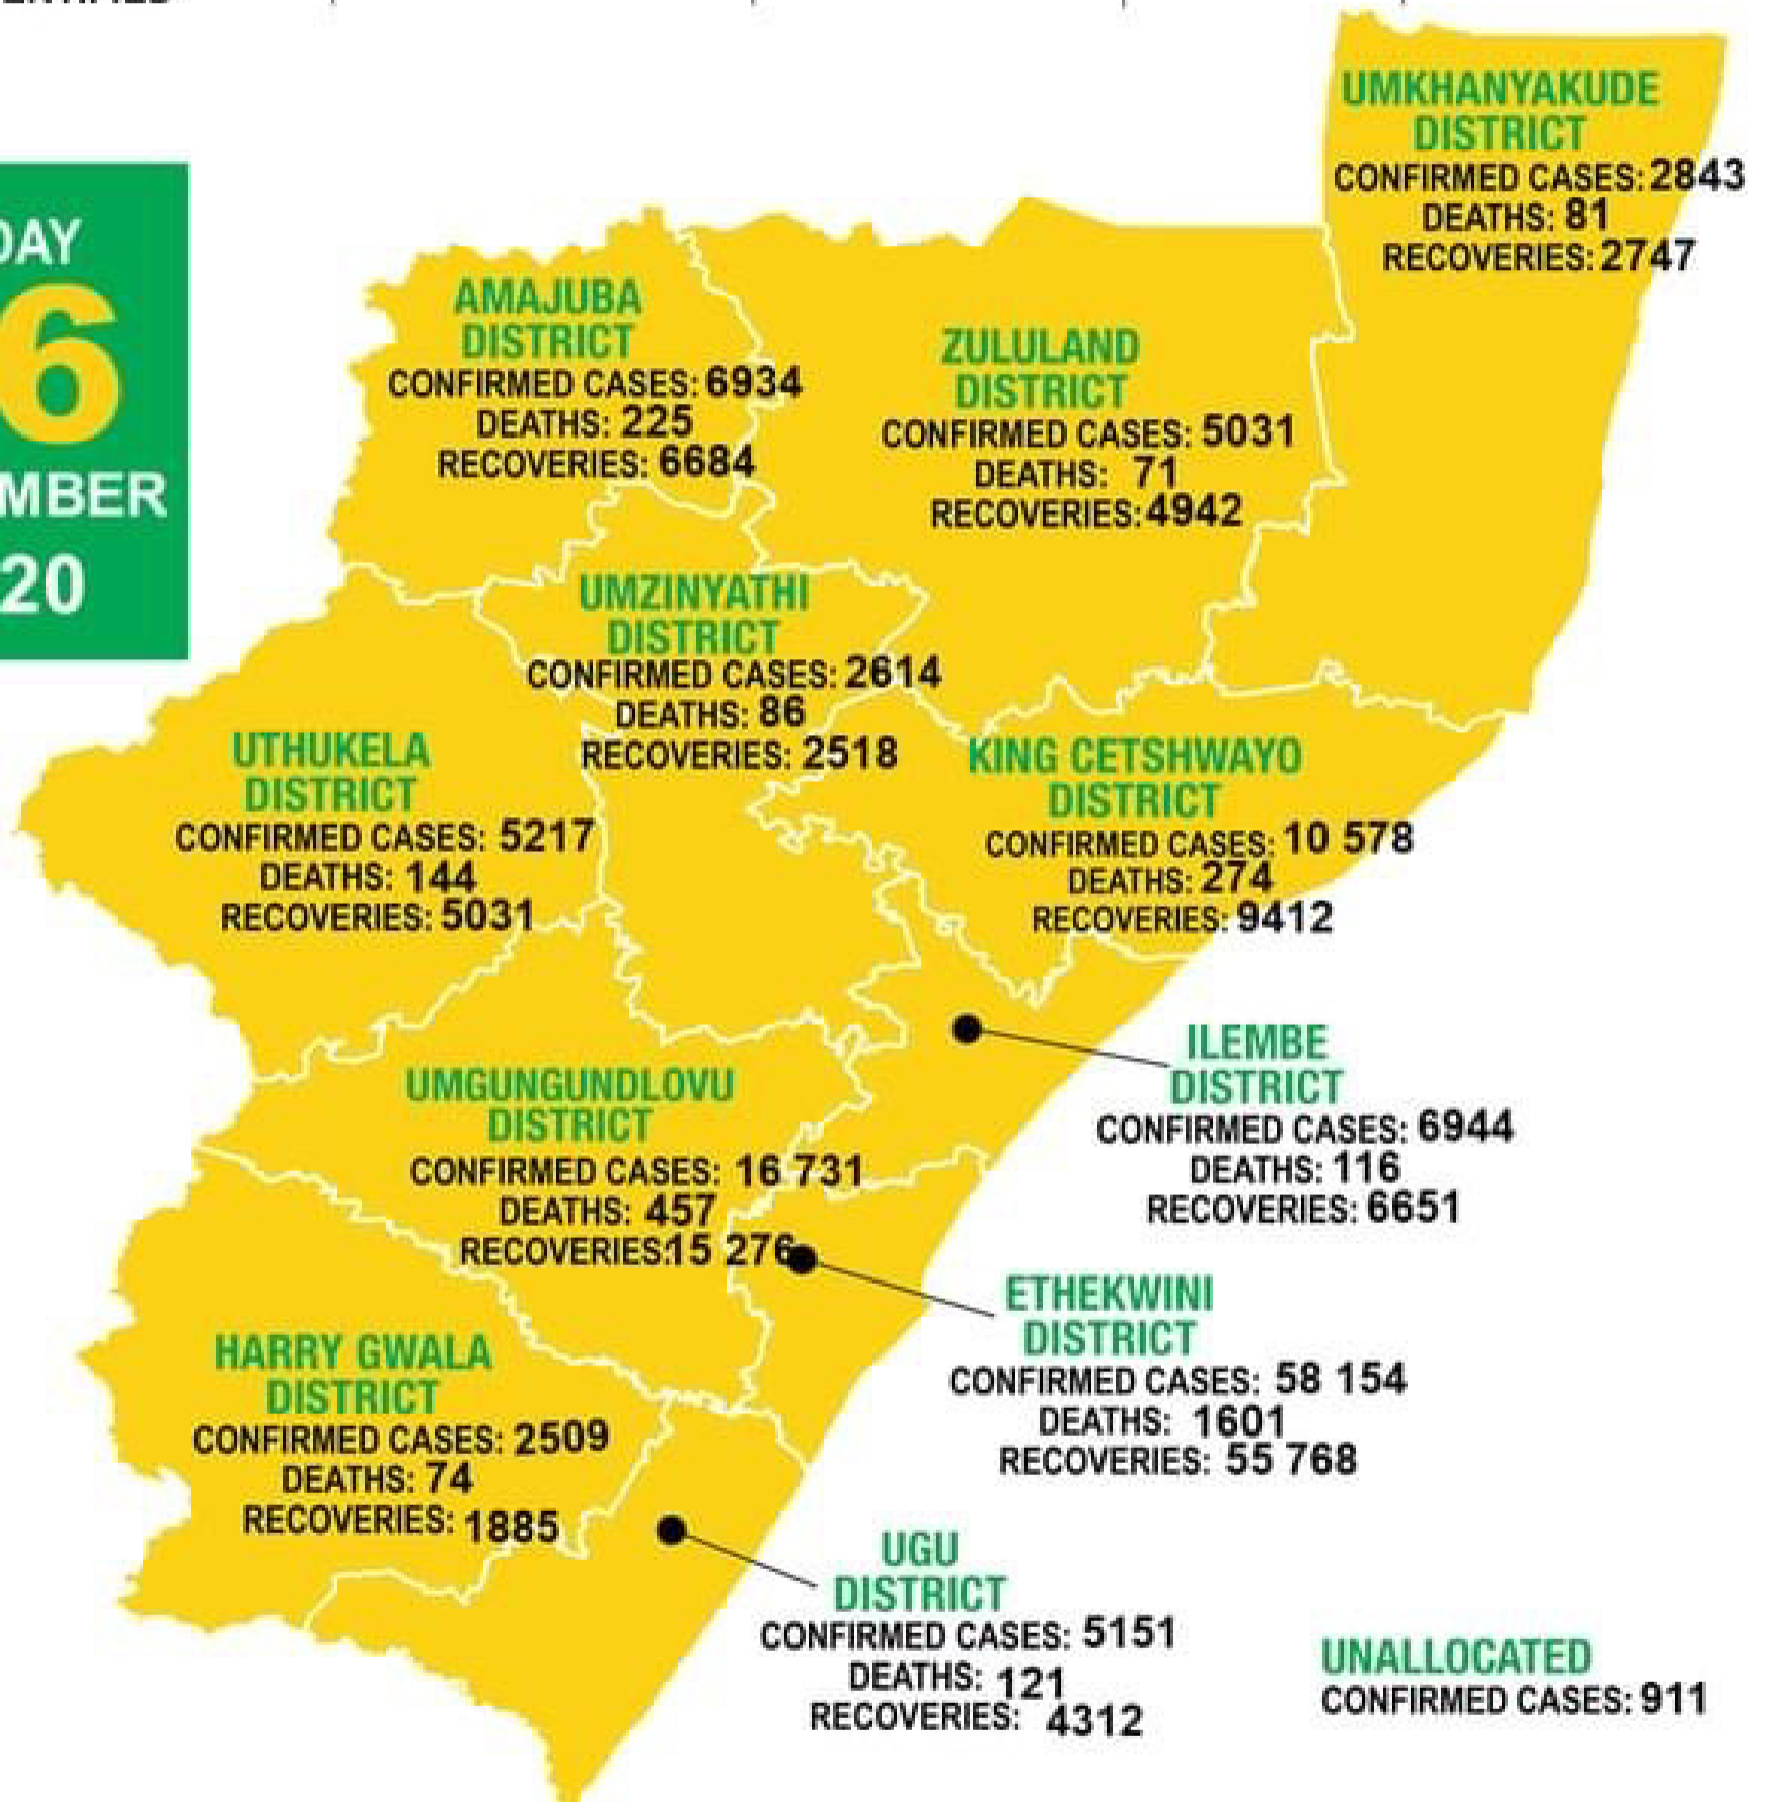 DAY
6
MBER
20
UMKHANYAKUDE
DISTRICT
CONFIRMED CASES: 2843
DEATHS: 81
RECOVERIES: 2747
AMAJUBA
DISTRICT
CONFIRMED CASES: 6934
DEATHS: 225
RECOVERIES: 6684
ZULULAND
DISTRICT
CONFIRMED CASES: 5031
DEATHS: 71
RECOVERIES: 4942
UMZINYATHI
DISTRICT
CONFIRMED CASES: 2614
DEATHS: 86
RECOVERIES: 2518
UTHUKELA
DISTRICT
CONFIRMED CASES: 5217
DEATHS: 144
RECOVERIES: 5031
KING CETSHWAYO
DISTRICT
CONFIRMED CASES: 10 578
DEATHS: 274
RECOVERIES: 9412
ILEMBE
DISTRICT
CONFIRMED CASES: 6944
DEATHS: 116
RECOVERIES: 6651
UMGUNGUNDLOVU
DISTRICT
CONFIRMED CASES: 16 731
DEATHS: 457
RECOVERIES:15 276
ETHEKWINI
DISTRICT
CONFIRMED CASES: 58 154
DEATHS: 1601
RECOVERIES: 55 768
HARRY GWALA
DISTRICT
CONFIRMED CASES: 2509
DEATHS: 74
RECOVERIES: 1885
UGU
DISTRICT
CONFIRMED CASES: 5151
DEATHS: 121
RECOVERIES: 4312
UNALLOCATED
CONFIRMED CASES: 911